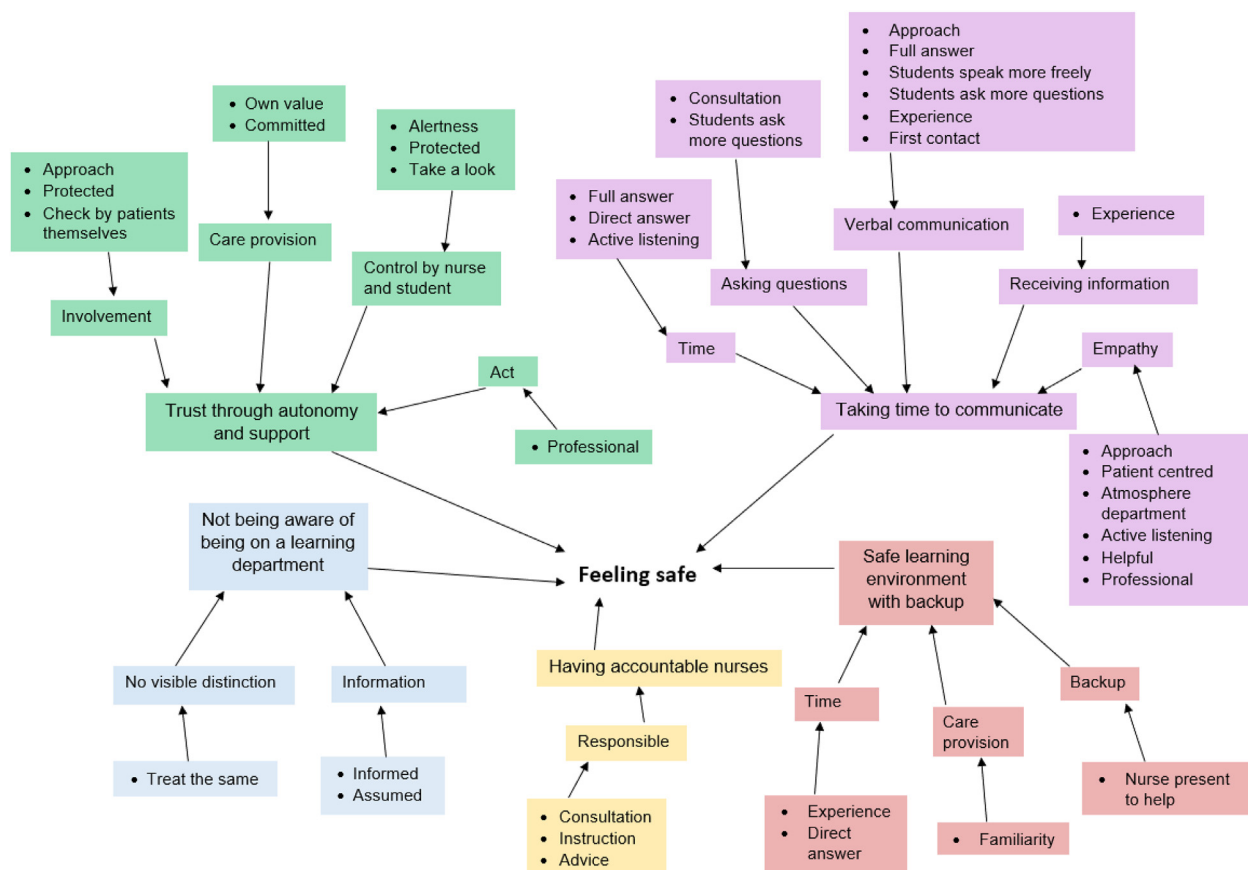 • Approach
• Full answer
• Students speak more freely
• Students ask more questions
• Experience
• First contact
• Own value
• Committed
• Consultation
• Students ask
more questions
• Alertness
• Protected
• Take a look
• Approach
• Protected
• Check by patients
themselves
• Full answer
• Direct answer
• Active listening
• Experience
Care provision
Verbal communication
Control by nurse
and student
Asking questions
Receiving information
Involvement
Time
Empathy
Act
Trust through autonomy
and support
Taking time to communicate
• Professional
• Approach
• Patient centred
• Atmosphere
department
• Active listening
• Helpful
• Professional
Not being aware of
being on a learning
department
Feeling safe
Safe learning
environment
with backup
No visible distinction
Information
Having accountable nurses
Time
Care
provision
Backup
Responsible
• Treat the same
• Informed
• Assumed
• Nurse present
to help
• Consultation
• Instruction
• Advice
• Experience
• Direct
answer
• Familiarity